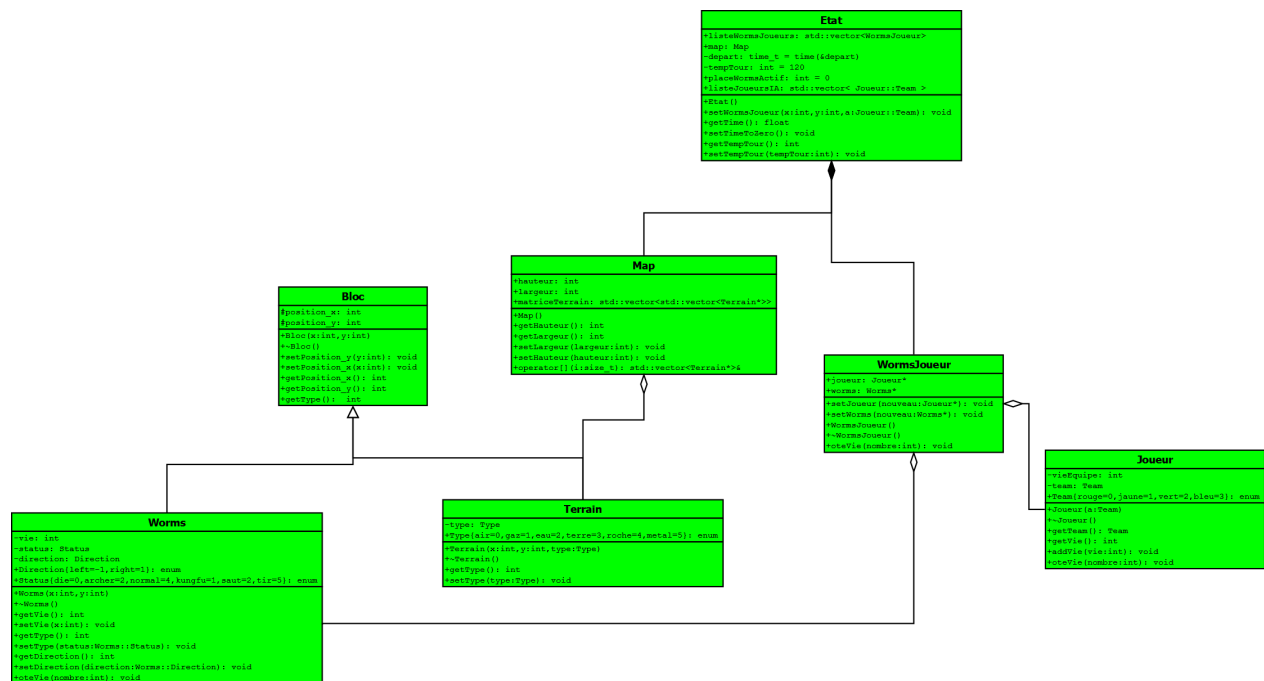 Etat
+listeWormsJoueurs: std::vector<WormsJoueur>
+map: Map
-depart: time_t = time(&depart)
-tempTour: int = 120
+placeWormsActif: int = 0
+listeJoueursIA: std::vector< Joueur::Team >
+Etat()
+setWormsJoueur(x:int,y:int,a:Joueur::Team): void
+getTime(): float
+setTimeToZero(): void
+getTempTour(): int
+setTempTour(tempTour:int): void
Map
+hauteur: int
+largeur: int
+matriceTerrain: std::vector<std::vector<Terrain*>>
+Map()
+getHauteur(): int
+getLargeur(): int
+setLargeur(largeur:int): void
+setHauteur(hauteur:int): void
+operator[](i:size_t): std::vector<Terrain*>&
Bloc
#position_x: int
#position_y: int
+Bloc(x:int,y:int)
+~Bloc()
+setPosition_y(y:int): void
+setPosition_x(x:int): void
+getPosition_x(): int
+getPosition_y(): int
+getType(): int
WormsJoueur
+joueur: Joueur*
+worms: Worms*
+setJoueur(nouveau:Joueur*): void
+setWorms(nouveau:Worms*): void
+WormsJoueur()
+~WormsJoueur()
+oteVie(nombre:int): void
Joueur
-vieEquipe: int
-team: Team
+Team{rouge=0,jaune=1,vert=2,bleu=3}: enum
+Joueur(a:Team)
+~Joueur()
+getTeam(): Team
+getVie(): int
+addVie(vie:int): void
+oteVie(nombre:int): void
Terrain
-type: Type
+Type{air=0,gaz=1,eau=2,terre=3,roche=4,metal=5}: enum
+Terrain(x:int,y:int,type:Type)
+~Terrain()
+getType(): int
+setType(type:Type): void
Worms
-vie: int
-status: Status
-direction: Direction
+Direction{left=-1,right=1}: enum
+Status{die=0,archer=2,normal=4,kungfu=1,saut=2,tir=5}: enum
+Worms(x:int,y:int)
+~Worms()
+getVie(): int
+setVie(x:int): void
+getType(): int
+setType(status:Worms::Status): void
+getDirection(): int
+setDirection(direction:Worms::Direction): void
+oteVie(nombre:int): void